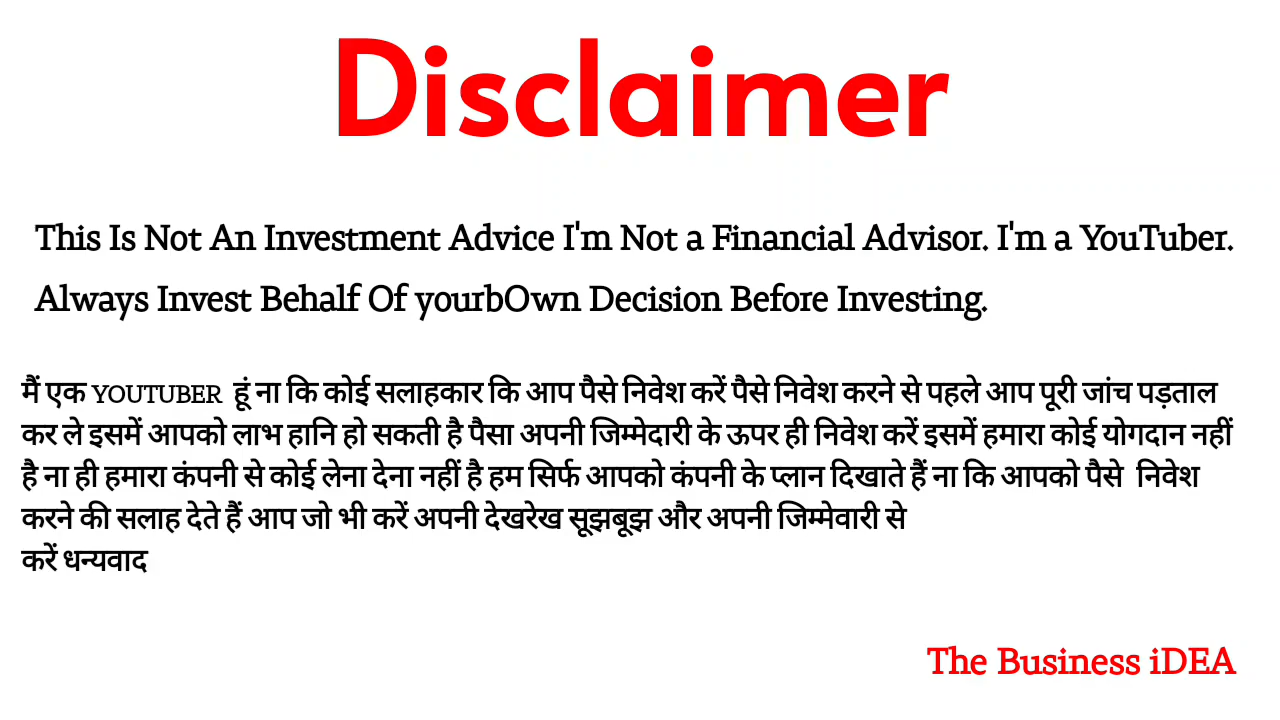 Disclaimer
This Is Not An Investment Advice I'm Not a Financial Advisor. I'm a YouTuber.
Always Invest Behalf Of yourbOwn Decision Before Investing.
मैं एक YOUTUBER हूं ना कि कोई सलाहकार कि आप पैसे निवेश करें पैसे निवेश करने से पहले आप पूरी जांच पड़ताल
कर ले इसमें आपको लाभ हानि हो सकती है पैसा अपनी जिम्मेदारी के ऊपर ही निवेश करें इसमें हमारा कोई योगदान नहीं
है ना ही हमारा कंपनी से कोई लेना देना नहीं है हम सिर्फ आपको कंपनी के प्लान दिखाते हैं ना कि आपको पैसे निवेश
करने की सलाह देते हैं आप जो भी करें अपनी देखरेख सूझबूझ और अपनी जिम्मेवारी से
करें धन्यवाद
The Business iDEA